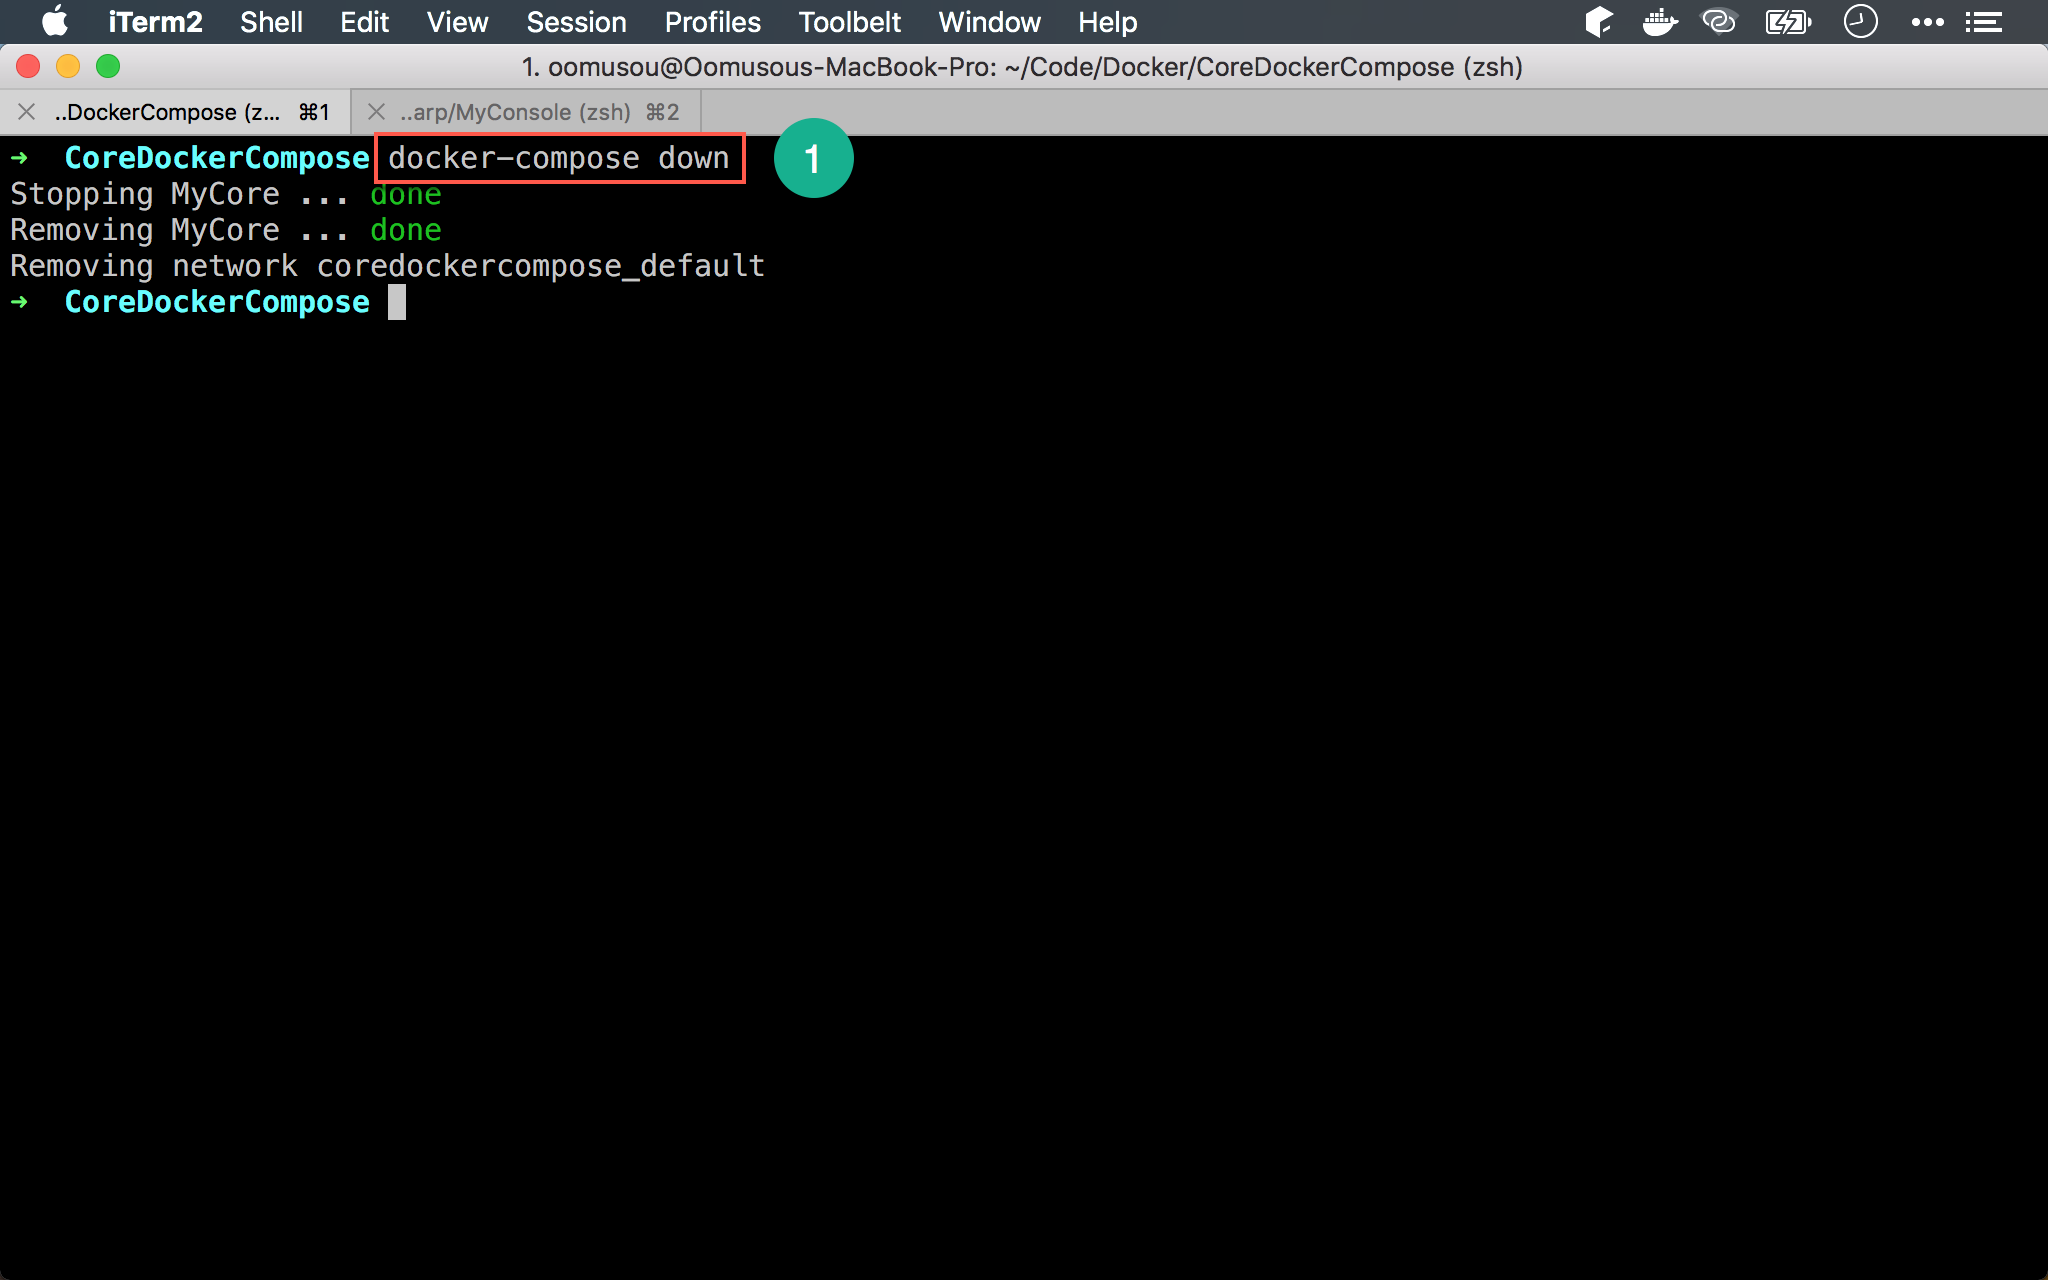 iTerm2 Shell Edit View Session Profiles Toolbelt Window Help
1. oomusou@Oomusous-MacBook-Pro: ~/Code/Docker/CoreDockerCompose (zsh)
..DockerCompose (z... ⌘1 ..arp/MyConsole (zsh) ⌘2
➜ CoreDockerCompose docker-compose down 1
Stopping MyCore ... done
Removing MyCore ... done
Removing network coredockercompose_default
➜ CoreDockerCompose